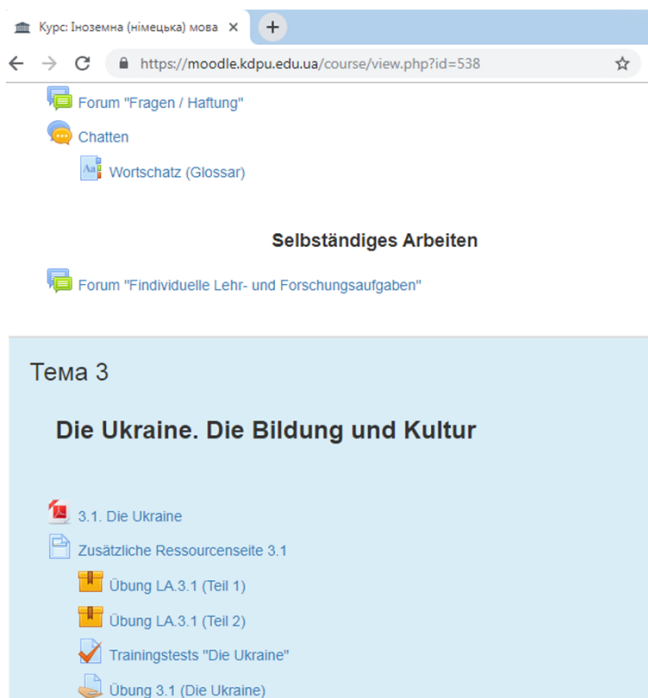 Курс: Іноземна (німецька) мова
https://moodle.kdpu.edu.ua/course/view.php?id=538
Forum "Fragen / Haftung"
Chatten
Wortschatz (Glossar)
Selbständiges Arbeiten
Forum "Findividuelle Lehr- und Forschungsaufgaben"
Тема 3
Die Ukraine. Die Bildung und Kultur
3.1. Die Ukraine
Zusätzliche Ressourcenseite 3.1
Übung LA.3.1 (Teil 1)
Übung LA.3.1 (Teil 2)
Trainingstests "Die Ukraine"
Übung 3.1 (Die Ukraine)